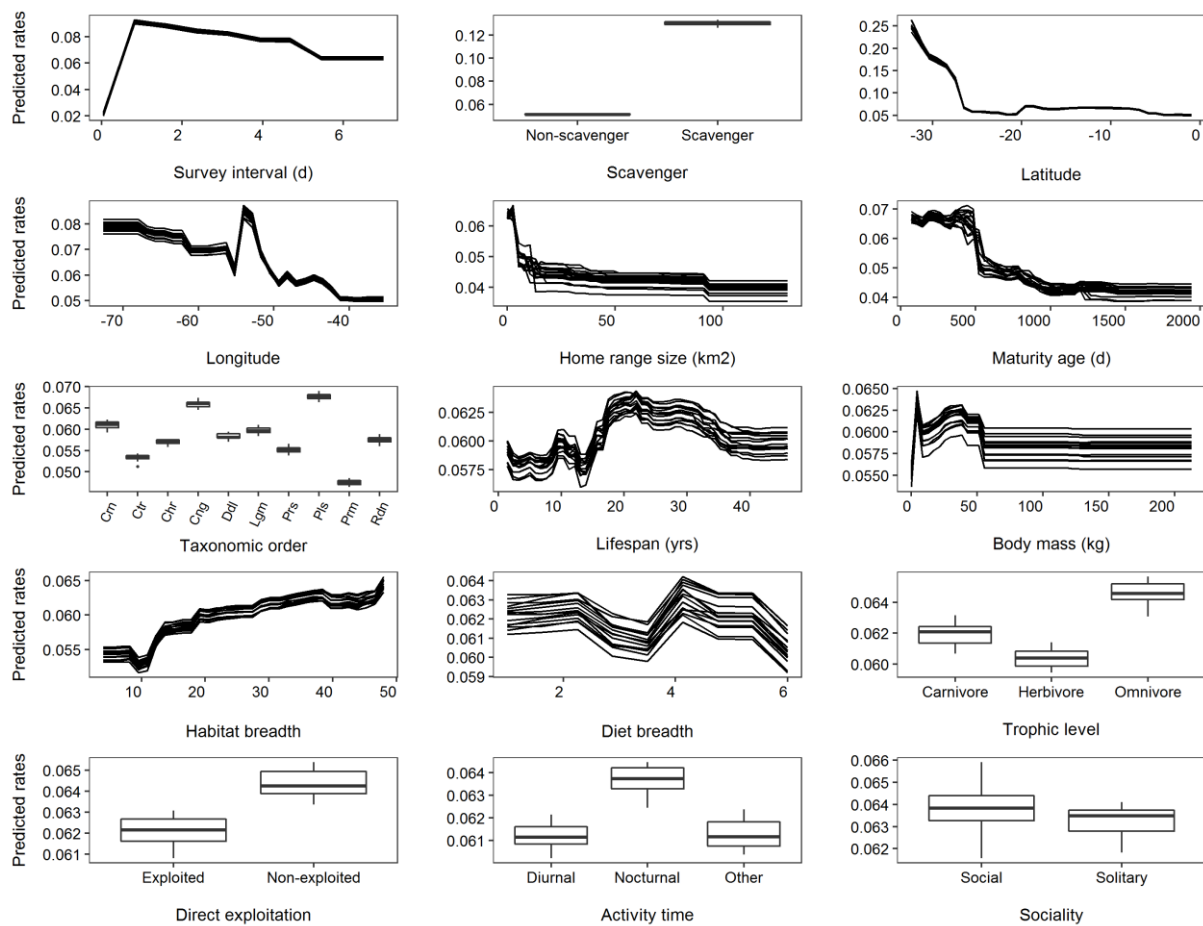 Predicted rates
0.08
0.06
0.04
0.02
0 2 4 6
Survey interval (d)
0.12
0.10
0.08
0.06
Non-scavenger Scavenger
Scavenger
0.25
0.20
0.15
0.10
0.05
-30 -20 -10 0
Latitude
Predicted rates
0.08
0.07
0.06
0.05
-70 -60 -50 -40
Longitude
0.06
0.05
0.04
0 50 100
Home range size (km2)
0.07
0.06
0.05
0.04
0 500 1000 1500 2000
Maturity age (d)
Predicted rates
0.070
0.065
0.060
0.055
0.050
Crn Ctr Chr Cng Ddl Lgm Prs Pls Prm Rdn
Taxonomic order
0.0625
0.0600
0.0575
0 10 20 30 40
Lifespan (yrs)
0.0650
0.0625
0.0600
0.0575
0.0550
0 50 100 150 200
Body mass (kg)
Predicted rates
0.065
0.060
0.055
10 20 30 40 50
Habitat breadth
0.064
0.063
0.062
0.061
0.060
0.059
2 4 6
Diet breadth
0.064
0.062
0.060
Carnivore Herbivore Omnivore
Trophic level
Predicted rates
0.065
0.064
0.063
0.062
0.061
Exploited Non-exploited
Direct exploitation
0.064
0.063
0.062
0.061
0.060
Diurnal Nocturnal Other
Activity time
0.066
0.065
0.064
0.063
0.062
Social Solitary
Sociality